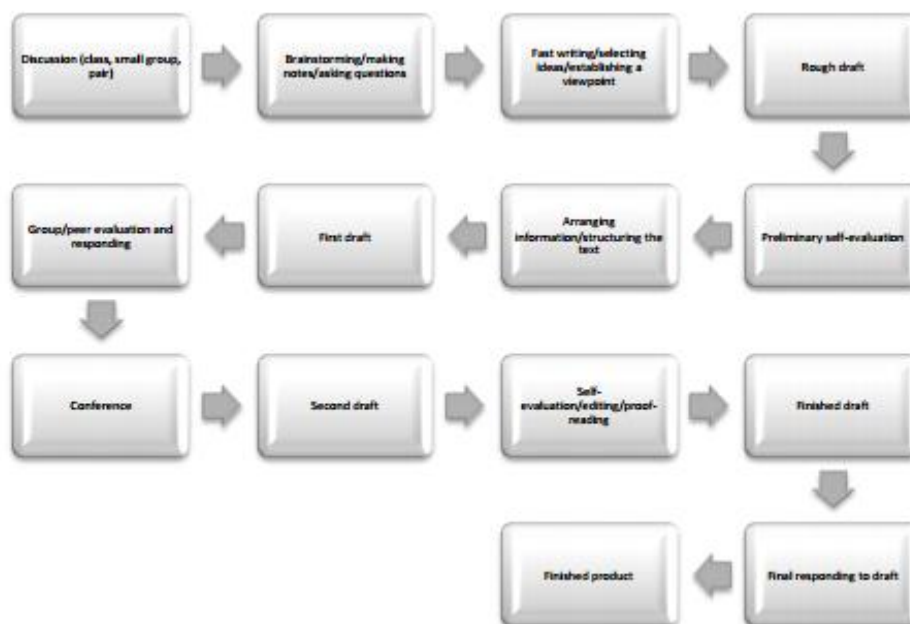 Discussion (class, small group,
pair)
Brainstorming/making
notes/asking questions
Fast writing/selecting
ideas/establishing a
viewpoint
Rough draft
Preliminary self-evaluation
Arranging
information/structuring the
text
First draft
Group/peer evaluation and
responding
Conference
Second draft
Self-
evaluation/editing/proof-
reading
Finished draft
Final responding to draft
Finished product